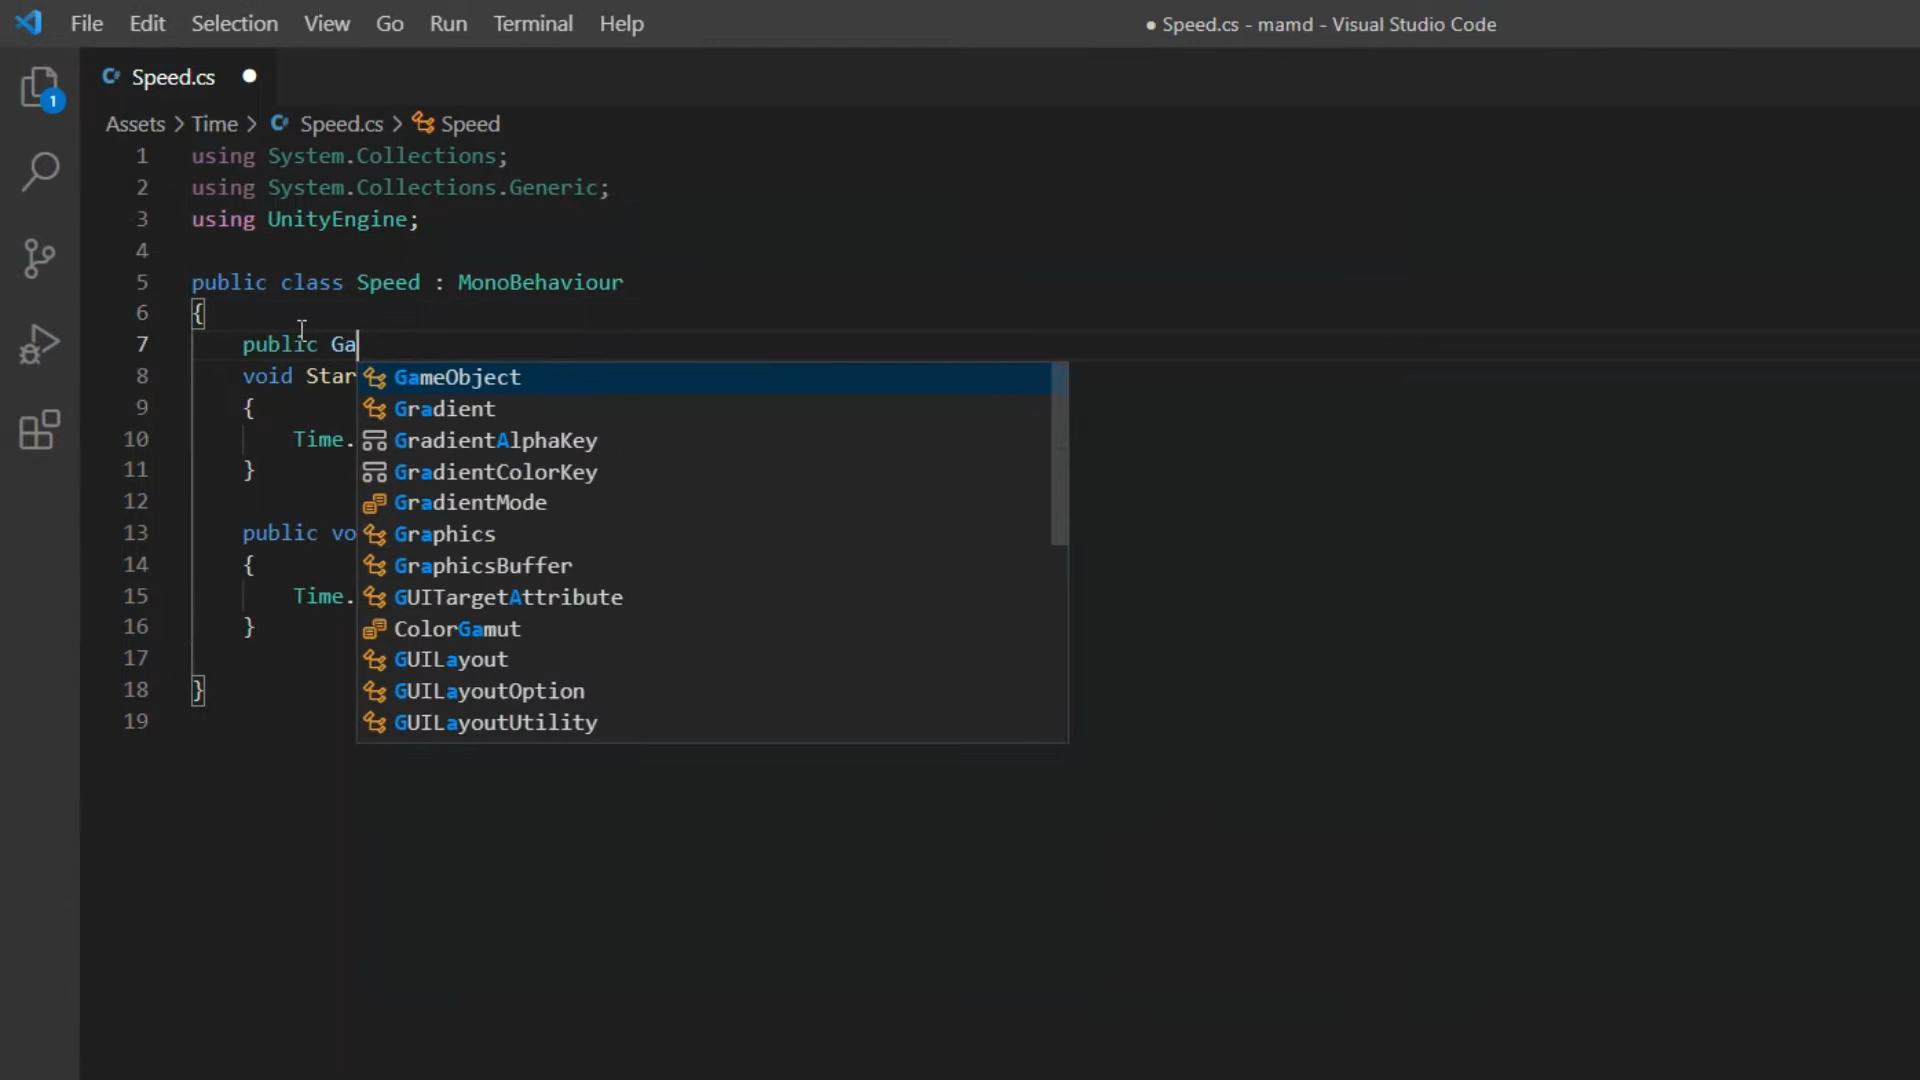 File Edit Selection View Go Run Terminal Help
● Speed.cs - mamd - Visual Studio Code
Speed.cs ●
1
Assets > Time > Speed.cs > Speed
1 using System.Collections;
2 using System.Collections.Generic;
3 using UnityEngine;
4
5 public class Speed : MonoBehaviour
6 {
7 public Ga
8 void Star
9 {
10 Time.
11 }
12
13 public vo
14 {
15 Time.
16 }
17
18 }
19
GameObject
Gradient
GradientAlphaKey
GradientColorKey
GradientMode
Graphics
GraphicsBuffer
GUITargetAttribute
ColorGamut
GUILayout
GUILayoutOption
GUILayoutUtility